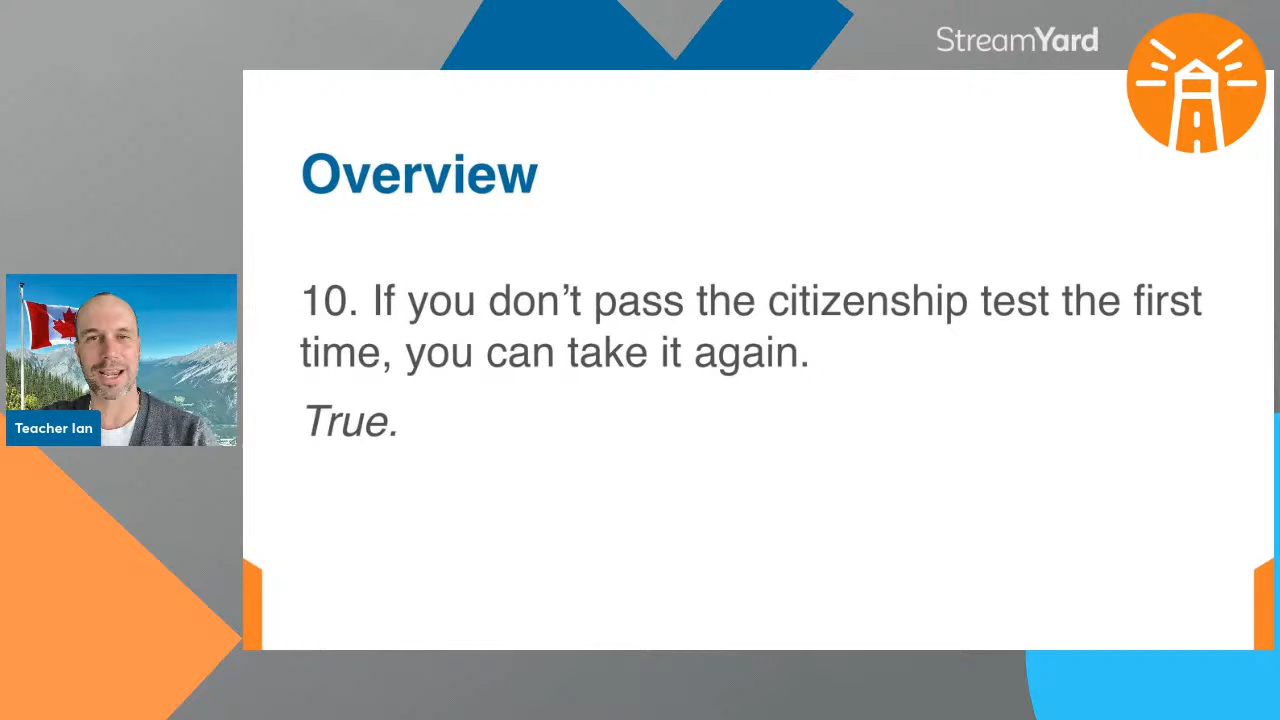 StreamYard
Overview
10. If you don’t pass the citizenship test the first
time, you can take it again.
True.
Teacher Ian